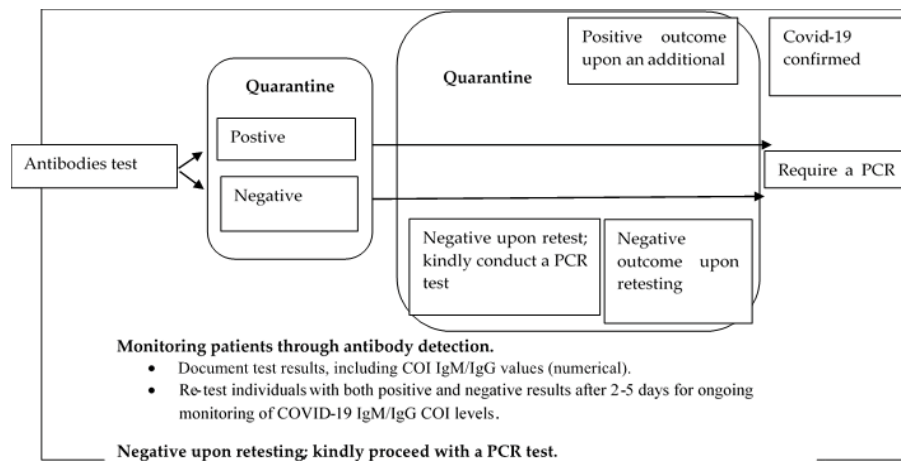 Positive outcome
upon an additional
Covid-19
confirmed
Quarantine
Quarantine
Postive
Antibodies test
Require a PCR
Negative
Negative upon retest;
kindly conduct a PCR
test
Negative
outcome upon
retesting
Monitoring patients through antibody detection.
• Document test results, including COI IgM/IgG values (numerical).
• Re-test individuals with both positive and negative results after 2-5 days for ongoing
monitoring of COVID-19 IgM/IgG COI levels.
Negative upon retesting; kindly proceed with a PCR test.